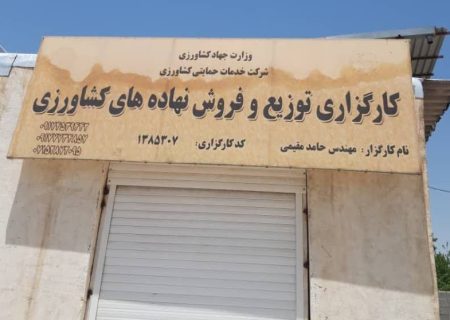 وزارت جهاد کشاورزی
شرکت خدمات حمایتی کشاورزی
کارگزاری توزیع و فروش نهاده های کشاورزی
نام کارگزار: مهندس حامد مقیمی
کد کارگزاری: ۱۳۸۵۳۰۷